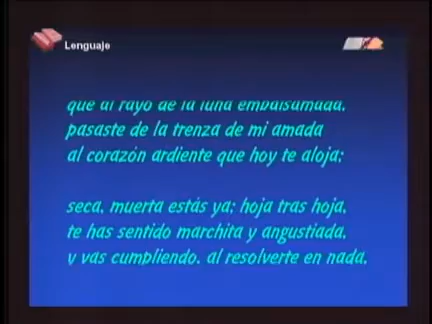 Lenguaje
que al rayo de la luna embalsamada,
pasaste de la trenza de mi amada
al corazón ardiente que hoy te aloja;
seca, muerta estás ya; hoja tras hoja,
te has sentido marchita y angustiada,
y vas cumpliendo, al resolverte en nada,